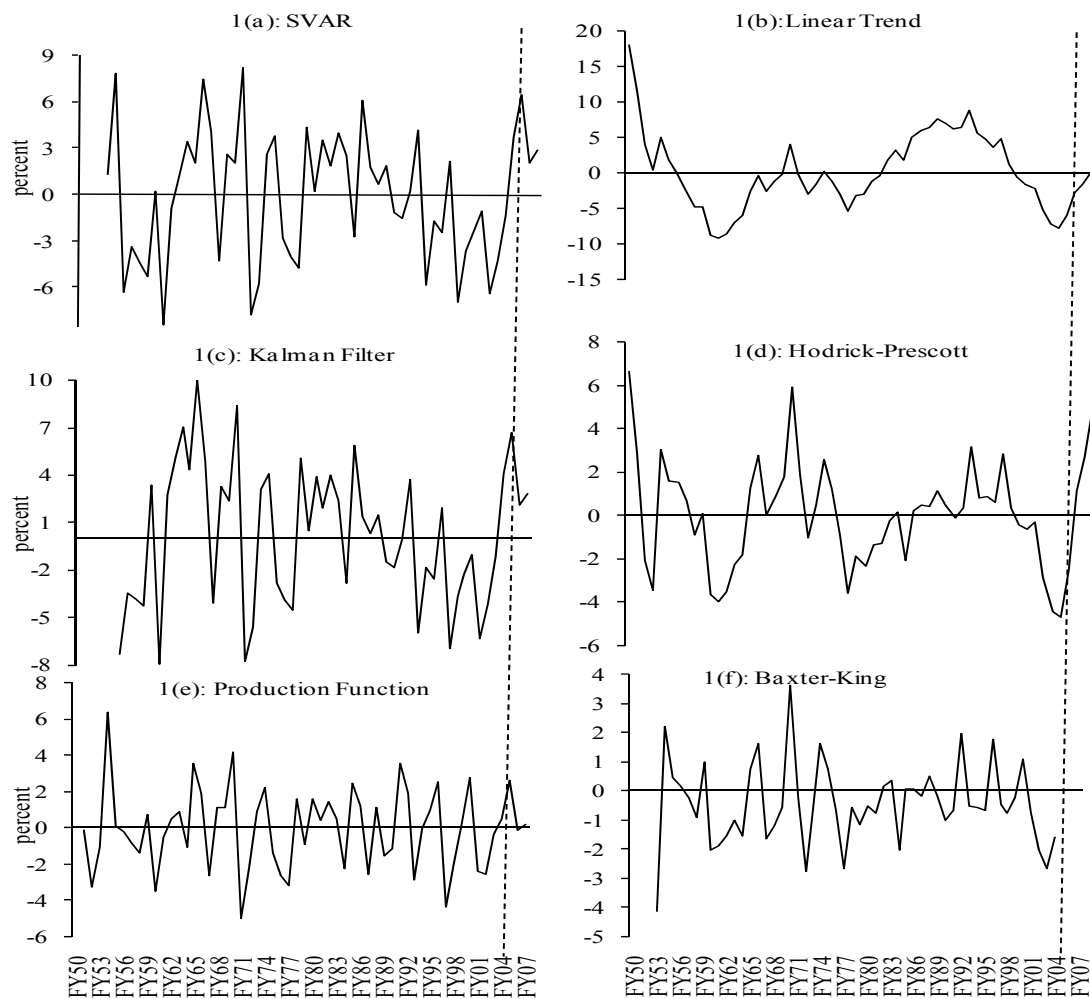 1(a): SVAR
9
6
3
0
-3
-6
percent
1(b):Linear Trend
20
15
10
5
0
-5
-10
-15
1(c): Kalman Filter
10
7
4
1
-2
-5
-8
percent
1(d): Hodrick-Prescott
8
6
4
2
0
-2
-4
-6
1(e): Production Function
8
6
4
2
0
-2
-4
-6
percent
FY50
FY53
FY56
FY59
FY62
FY65
FY68
FY71
FY74
FY77
FY80
FY83
FY86
FY89
FY92
FY95
FY98
FY01
FY04
FY07
1(f): Baxter-King
4
3
2
1
0
-1
-2
-3
-4
-5
FY50
FY53
FY56
FY59
FY62
FY65
FY68
FY71
FY74
FY77
FY80
FY83
FY86
FY89
FY92
FY95
FY98
FY01
FY04
FY07